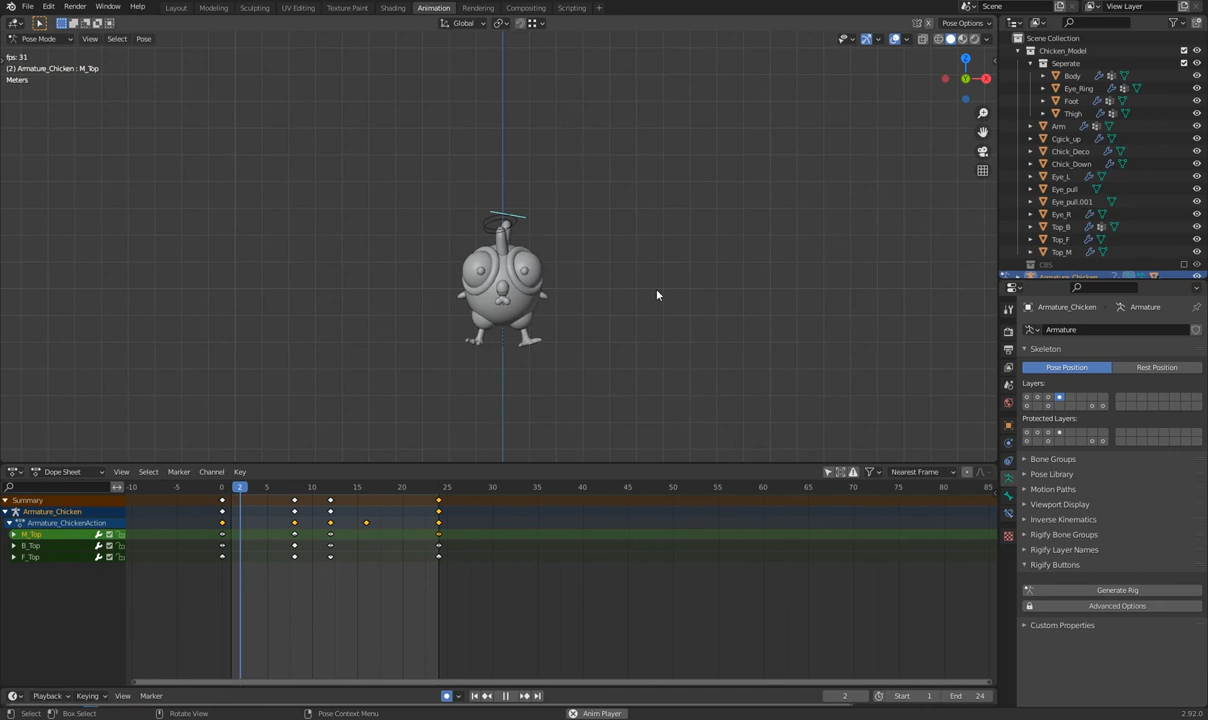 File Edit Render Window Help Layout Modeling Sculpting UV Editing Texture Paint Shading Animation Rendering Compositing Scripting + Scene View Layer
Global Pose Options
Pose Mode View Select Pose
fps: 31
(2) Armature_Chicken : M_Top
Meters
Z
X
Y
Scene Collection
Chicken_Model
Seperate
Body
Eye_Ring
Foot
Thigh
Arm
Cgick_up
Chick_Deco
Chick_Down
Eye_L
Eye_pull
Eye_pull.001
Eye_R
Top_B
Top_F
Top_M
CBS
Armature_Chicken
Armature_Chicken Armature
Armature
Skeleton
Pose Position Rest Position
Layers:
Protected Layers:
Bone Groups
Pose Library
Motion Paths
Viewport Display
Inverse Kinematics
Rigify Bone Groups
Rigify Layer Names
Rigify Buttons
Generate Rig
Advanced Options
Custom Properties
Dope Sheet View Select Marker Channel Key Nearest Frame
-10 -5 0 2 5 10 15 20 25 30 35 40 45 50 55 60 65 70 75 80 85
Summary
Armature_Chicken
Armature_ChickenAction
M_Top
B_Top
F_Top
Playback Keying View Marker 2 Start 1 End 24
Select Box Select Rotate View Pose Context Menu Anim Player 2.92.0